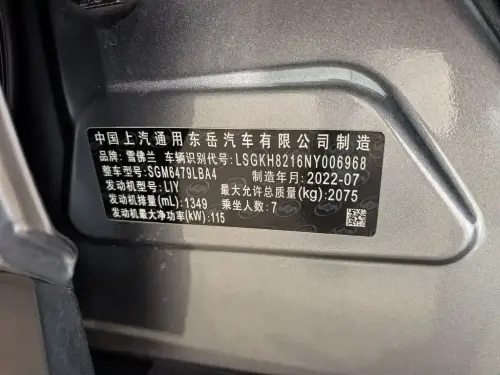 中国上汽通用东岳汽车有限公司制造
品牌:雪佛兰 车辆识别代号:LSGKH8216NY006968
整车型号:SGM6479LBA4 制造年月:2022-07
发动机型号:LIY 最大允许总质量(kg):2075
发动机排量(mL):1349 乘坐人数:7
发动机最大净功率(kW):115